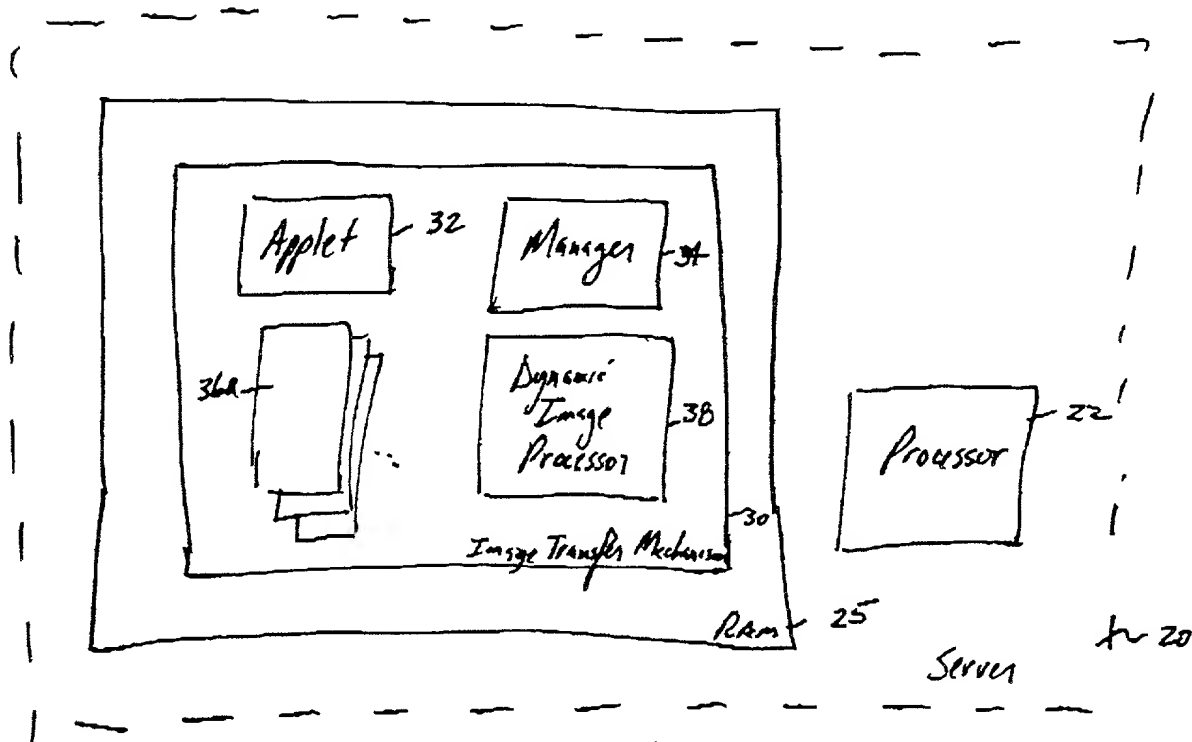 Applet
32
Manager
34
36a
Dynamic
Image
Processor
38
Processor
22
30
Image Transfer Mechanism
RAM
25
20
Server